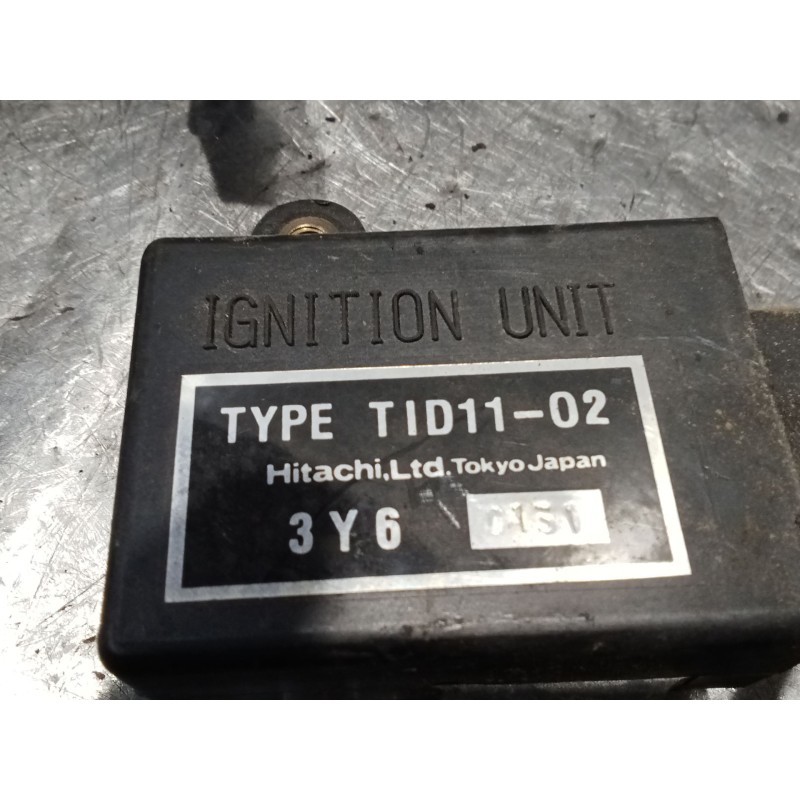 IGNITION UNIT
TYPE TID11-02
Hitachi,Ltd.Tokyo Japan
3Y6